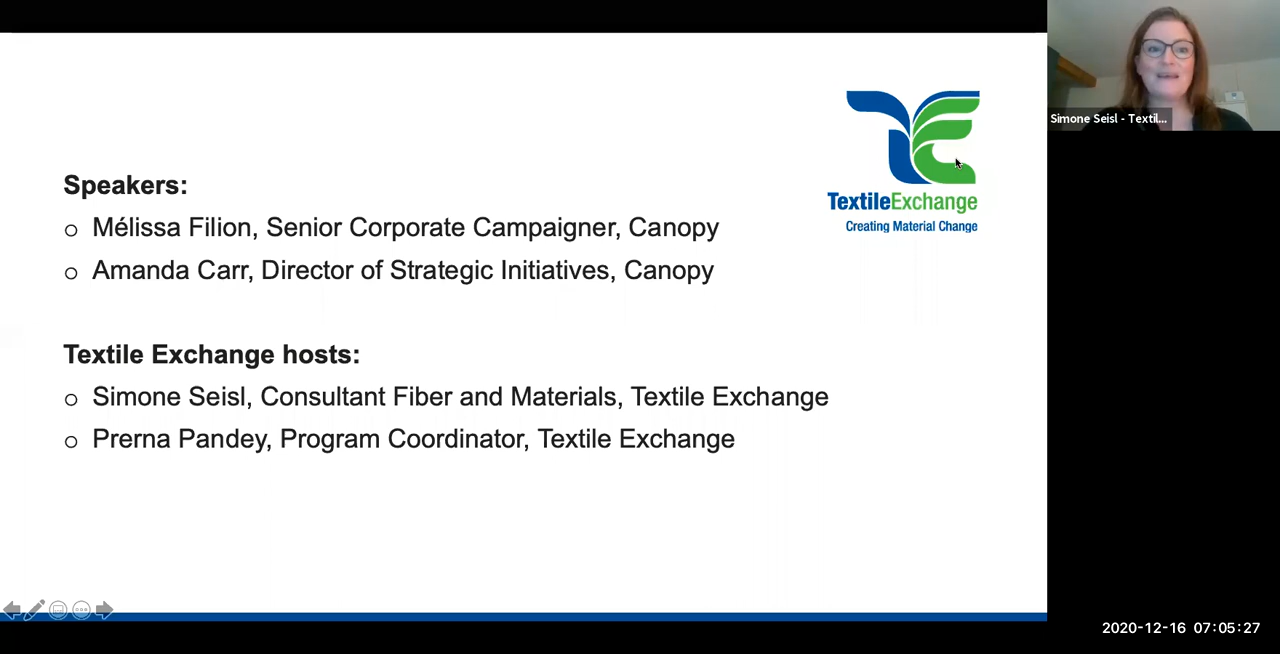 Simone Seisl - Textil...
TextileExchange
Creating Material Change
Speakers:
Mélissa Filion, Senior Corporate Campaigner, Canopy
Amanda Carr, Director of Strategic Initiatives, Canopy
Textile Exchange hosts:
Simone Seisl, Consultant Fiber and Materials, Textile Exchange
Prerna Pandey, Program Coordinator, Textile Exchange
2020-12-16 07:05:27